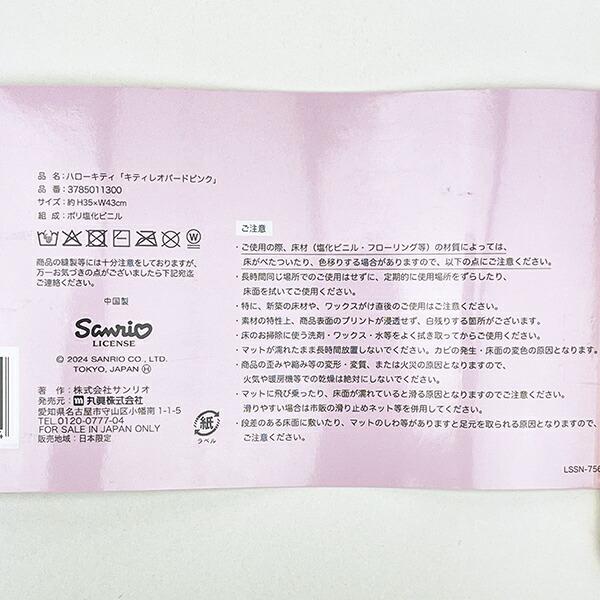 品 名：ハローキティ「キティレオパードピンク」
品 番：3785011300
サイズ：約 H35×W43cm
組 成：ポリ塩化ビニル
商品の縫製等には十分注意をしておりますが、
万一お気づきの点がございましたら下記宛迄
ご連絡ください。
中国製
Sanrio
LICENSE
© 2024 SANRIO CO., LTD.
TOKYO, JAPAN Ⓗ
著 作：株式会社サンリオ
発売元：丸眞株式会社
愛知県名古屋市守山区小幡南1-1-5
TEL.0120-0777-04
FOR SALE IN JAPAN ONLY
販売地域：日本限定
紙
ラベル
ご注意
・ご使用の際、床材（塩化ビニル・フローリング等）の材質によっては、
床がべたついたり、色移りする場合がありますので、以下の点にご注意ください。
・長時間同じ場所でのご使用はせずに、定期的に使用場所をずらしたり、
床面を拭いてご使用ください。
・特に、新築の床材や、ワックスがけ直後のご使用はご注意ください。
・素材の特性上、商品表面のプリントが浸透せず、白残りする箇所がございます。
・床のお掃除に使う洗剤・ワックス・水等をよく拭き取ってからご使用ください。
・マットが濡れたまま長時間放置しないでください。カビの発生・床面の変色の原因となります。
・商品の歪みや縮み等の変形・変質、または火災の原因となりますので、
火気や暖房機等での乾燥は絶対にしないでください。
・マットに飛び乗ったり、床面が濡れていると滑る原因となりますのでご注意ください。
滑りやすい場合は市販の滑り止めネット等を併用してください。
・段差のある床面に敷いたり、マットのしわ等がありますと足元を取られる原因となりますので、
ご注意ください。
LSSN-756